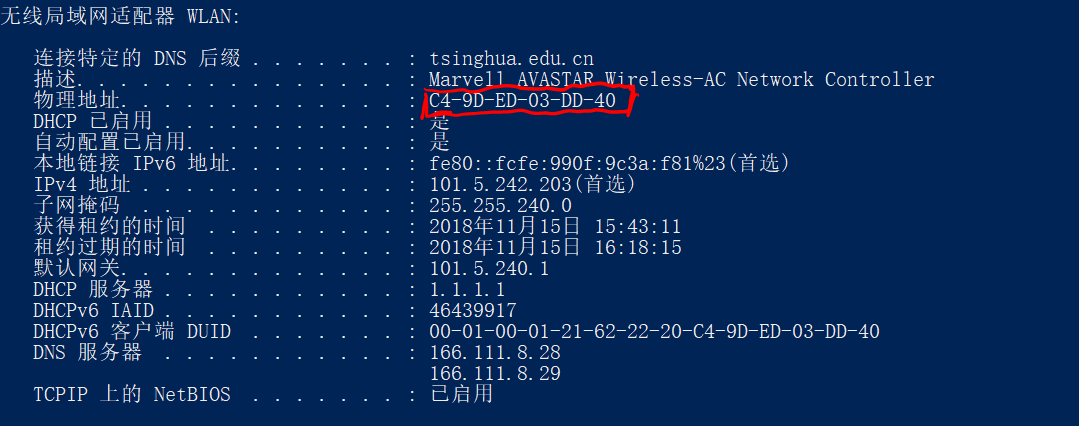 无线局域网适配器 WLAN:
连接特定的 DNS 后缀 . . . . . . . : tsinghua.edu.cn
描述. . . . . . . . . . . . . . . : Marvell AVASTAR Wireless-AC Network Controller
物理地址. . . . . . . . . . . . . : C4-9D-ED-03-DD-40
DHCP 已启用 . . . . . . . . . . . : 是
自动配置已启用. . . . . . . . . . : 是
本地链接 IPv6 地址. . . . . . . . : fe80::fcfe:990f:9c3a:f81%23(首选)
IPv4 地址 . . . . . . . . . . . . : 101.5.242.203(首选)
子网掩码  . . . . . . . . . . . . : 255.255.240.0
获得租约的时间  . . . . . . . . . : 2018年11月15日 15:43:11
租约过期的时间  . . . . . . . . . : 2018年11月15日 16:18:15
默认网关. . . . . . . . . . . . . : 101.5.240.1
DHCP 服务器 . . . . . . . . . . . : 1.1.1.1
DHCPv6 IAID . . . . . . . . . . . : 46439917
DHCPv6 客户端 DUID  . . . . . . . : 00-01-00-01-21-62-22-20-C4-9D-ED-03-DD-40
DNS 服务器  . . . . . . . . . . . : 166.111.8.28
166.111.8.29
TCPIP 上的 NetBIOS  . . . . . . . : 已启用